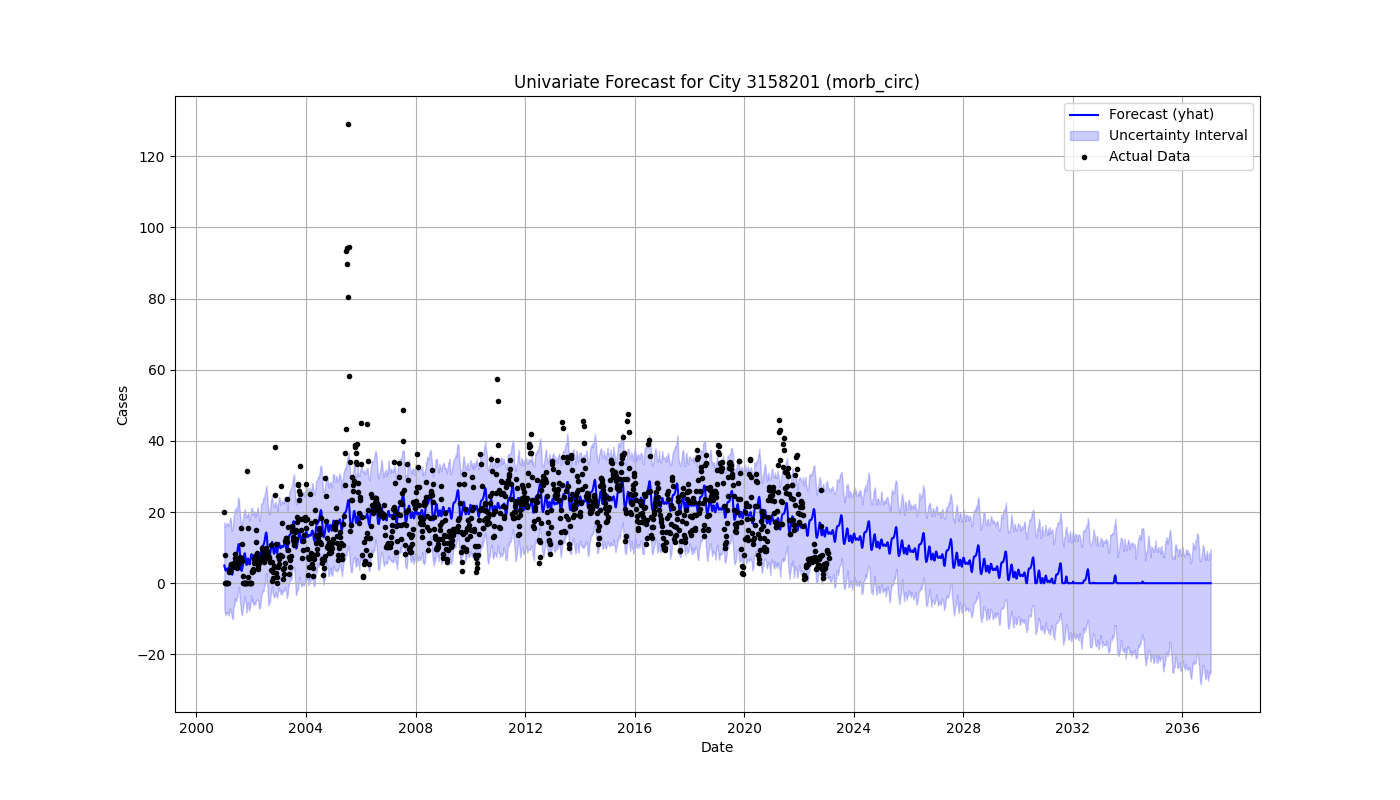 Univariate Forecast for City 3158201 (morb_circ)
Forecast (yhat)
Uncertainty Interval
Actual Data
120
100
80
60
40
20
0
−20
Cases
2000 2004 2008 2012 2016 2020 2024 2028 2032 2036
Date